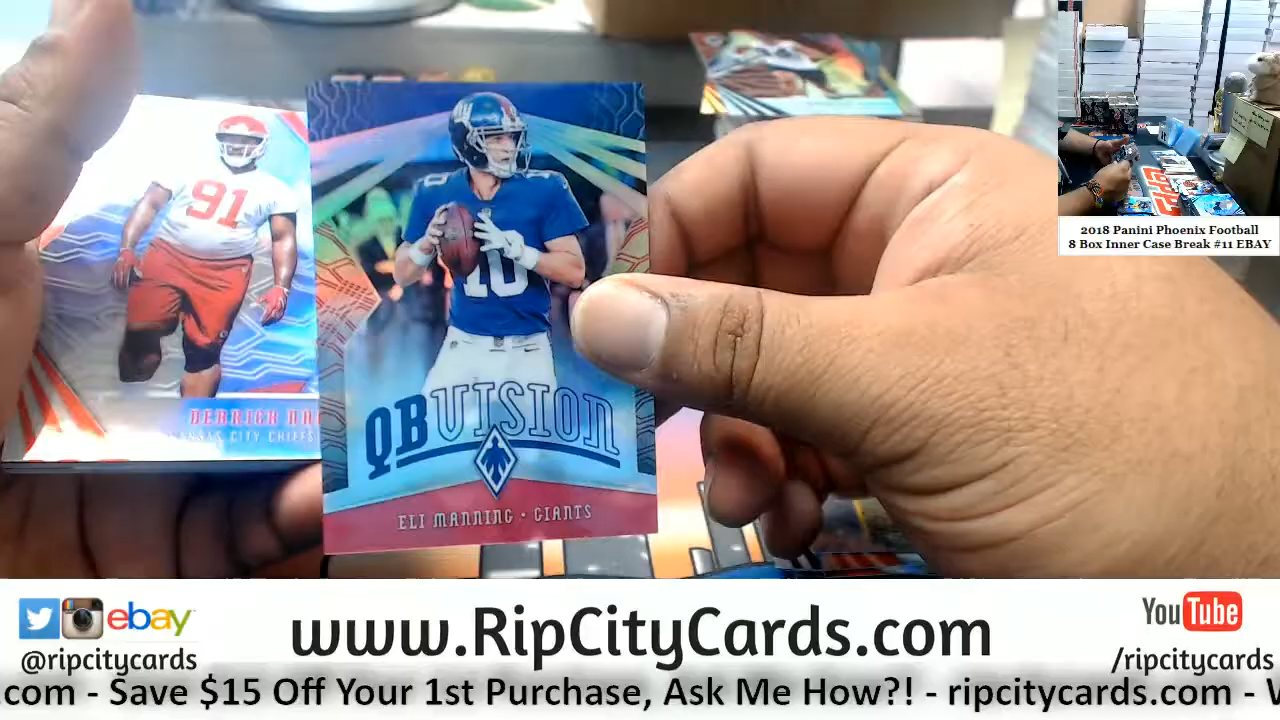 91
DERRICK
KANSAS CITY CHIEFS
10
10
QB VISION
ELI MANNING · GIANTS
2018 Panini Phoenix Football
8 Box Inner Case Break #11 EBAY
ebay
@ripcitycards
www.RipCityCards.com
YouTube
/ripcitycards
.com - Save $15 Off Your 1st Purchase, Ask Me How?! - ripcitycards.com -